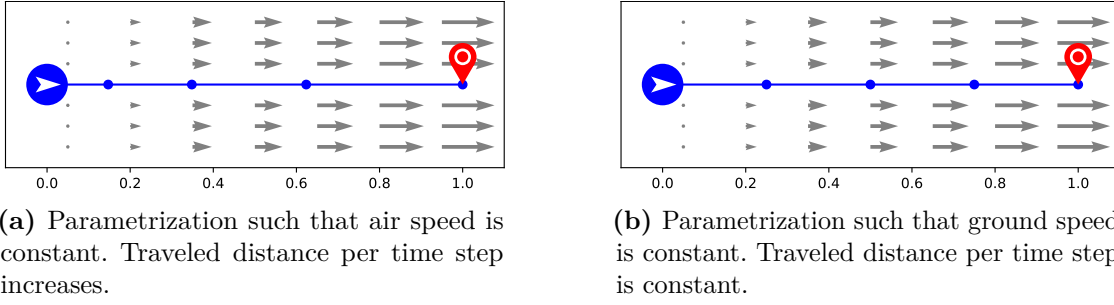 0.0 0.2 0.4 0.6 0.8 1.0
(a) Parametrization such that air speed is
constant. Traveled distance per time step
increases.
0.0 0.2 0.4 0.6 0.8 1.0
(b) Parametrization such that ground speed
is constant. Traveled distance per time step
is constant.